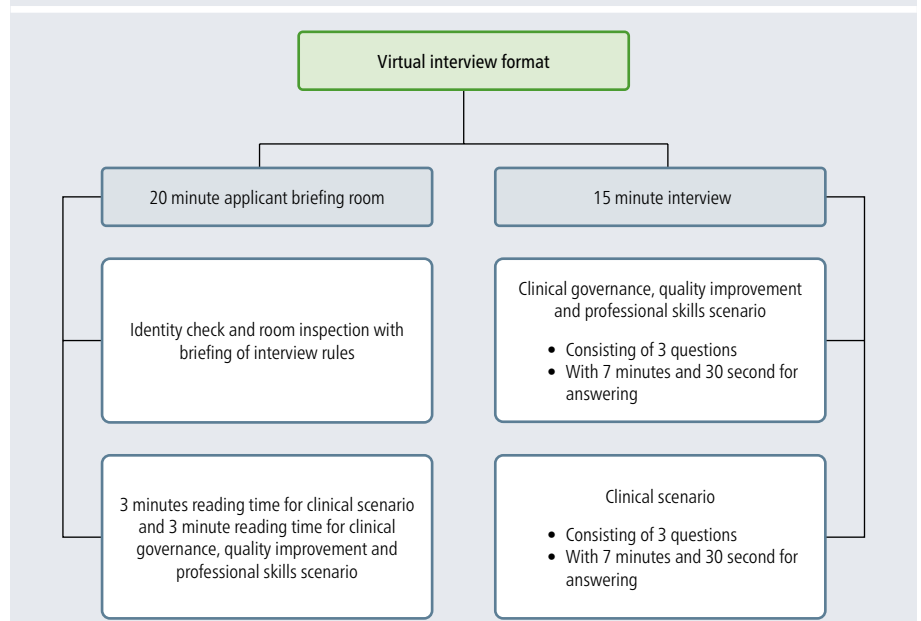 Virtual interview format
20 minute applicant briefing room
15 minute interview
Identity check and room inspection with
briefing of interview rules
Clinical governance, quality improvement
and professional skills scenario
• Consisting of 3 questions
• With 7 minutes and 30 second for
answering
3 minutes reading time for clinical scenario
and 3 minute reading time for clinical
governance, quality improvement and
professional skills scenario
Clinical scenario
• Consisting of 3 questions
• With 7 minutes and 30 second for
answering